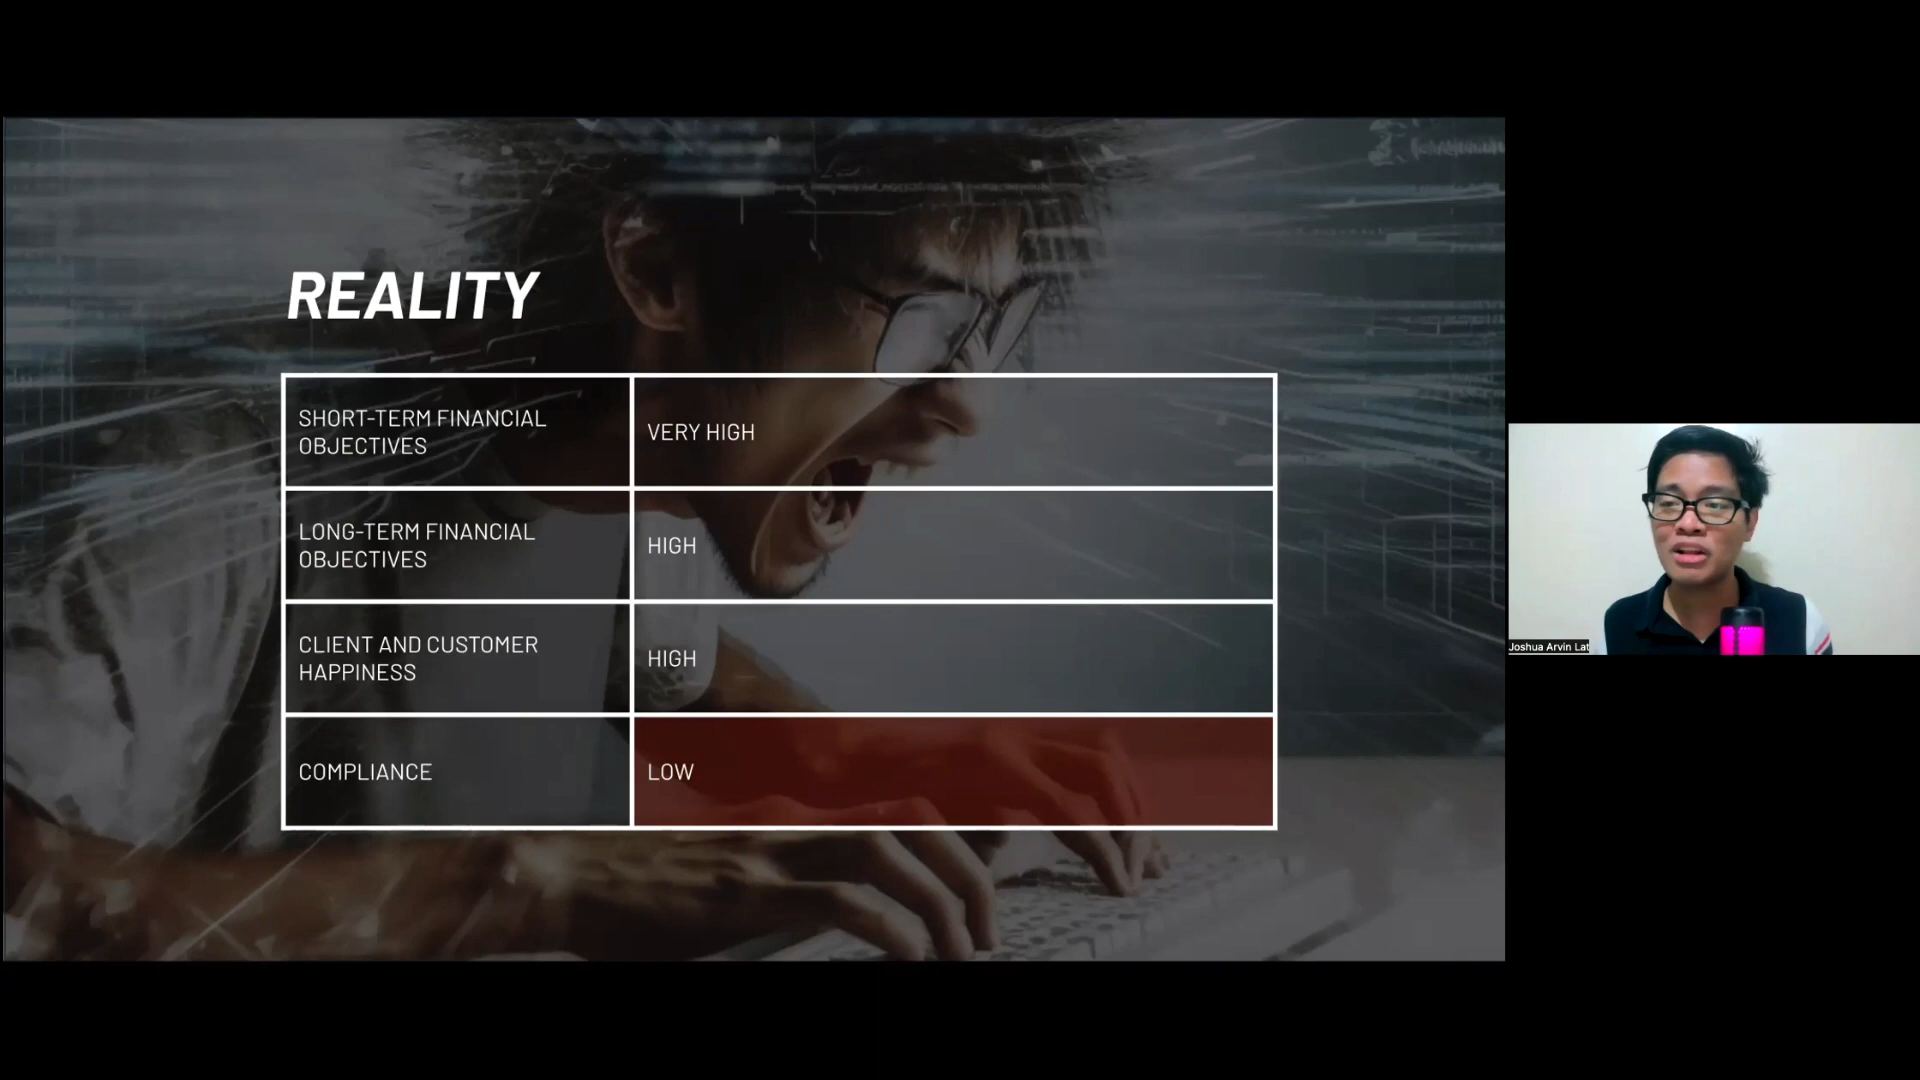 REALITY
SHORT-TERM FINANCIAL
OBJECTIVES
VERY HIGH
LONG-TERM FINANCIAL
OBJECTIVES
HIGH
CLIENT AND CUSTOMER
HAPPINESS
HIGH
COMPLIANCE
LOW
Joshua Arvin Lat